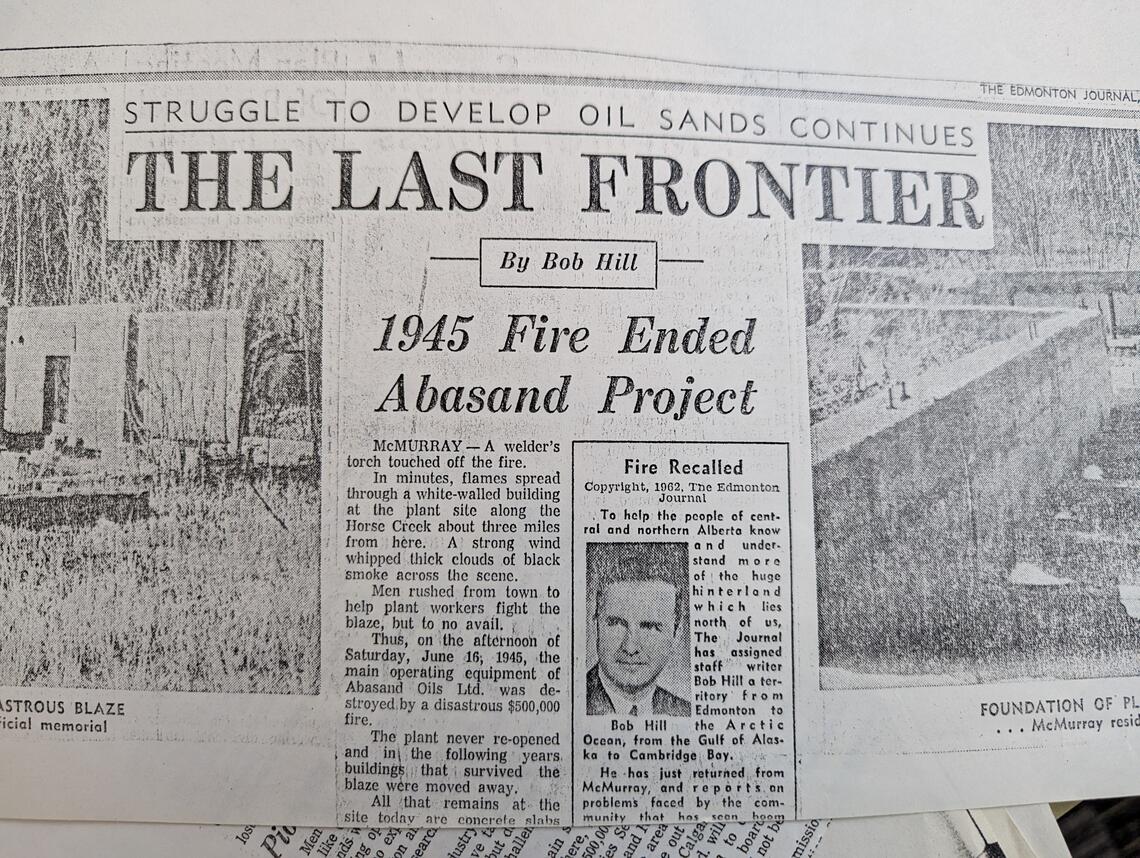 THE EDMONTON JOURNAL,
STRUGGLE TO DEVELOP OIL SANDS CONTINUES
THE LAST FRONTIER
By Bob Hill
1945 Fire Ended
Abasand Project
McMURRAY — A welder's
torch touched off the fire.
In minutes, flames spread
through a white-walled building
at the plant site along the
Horse Creek about three miles
from here. A strong wind
whipped thick clouds of black
smoke across the scene.
Men rushed from town to
help plant workers fight the
blaze, but to no avail.
Thus, on the afternoon of
Saturday, June 16, 1945, the
main operating equipment of
Abasand Oils Ltd. was de-
stroyed by a disastrous $500,000
fire.
The plant never re-opened
and in the following years
buildings that survived the
blaze were moved away.
All that remains at the
site today are concrete slabs
Fire Recalled
Copyright, 1962, The Edmonton
Journal
To help the people of cent-
ral and northern Alberta know
and under-
stand more
of the huge
hinterland
which lies
north of us,
The Journal
has assigned
staff writer
Bob Hill a ter-
ritory from
Edmonton to
Bob Hill the Arctic
Ocean, from the Gulf of Alas-
ka to Cambridge Bay.
He has just returned from
McMurray, and reports on
problems faced by the com-
munity that has seen boom
ASTROUS BLAZE
ficial memorial
FOUNDATION OF PL
. . . McMurray resid